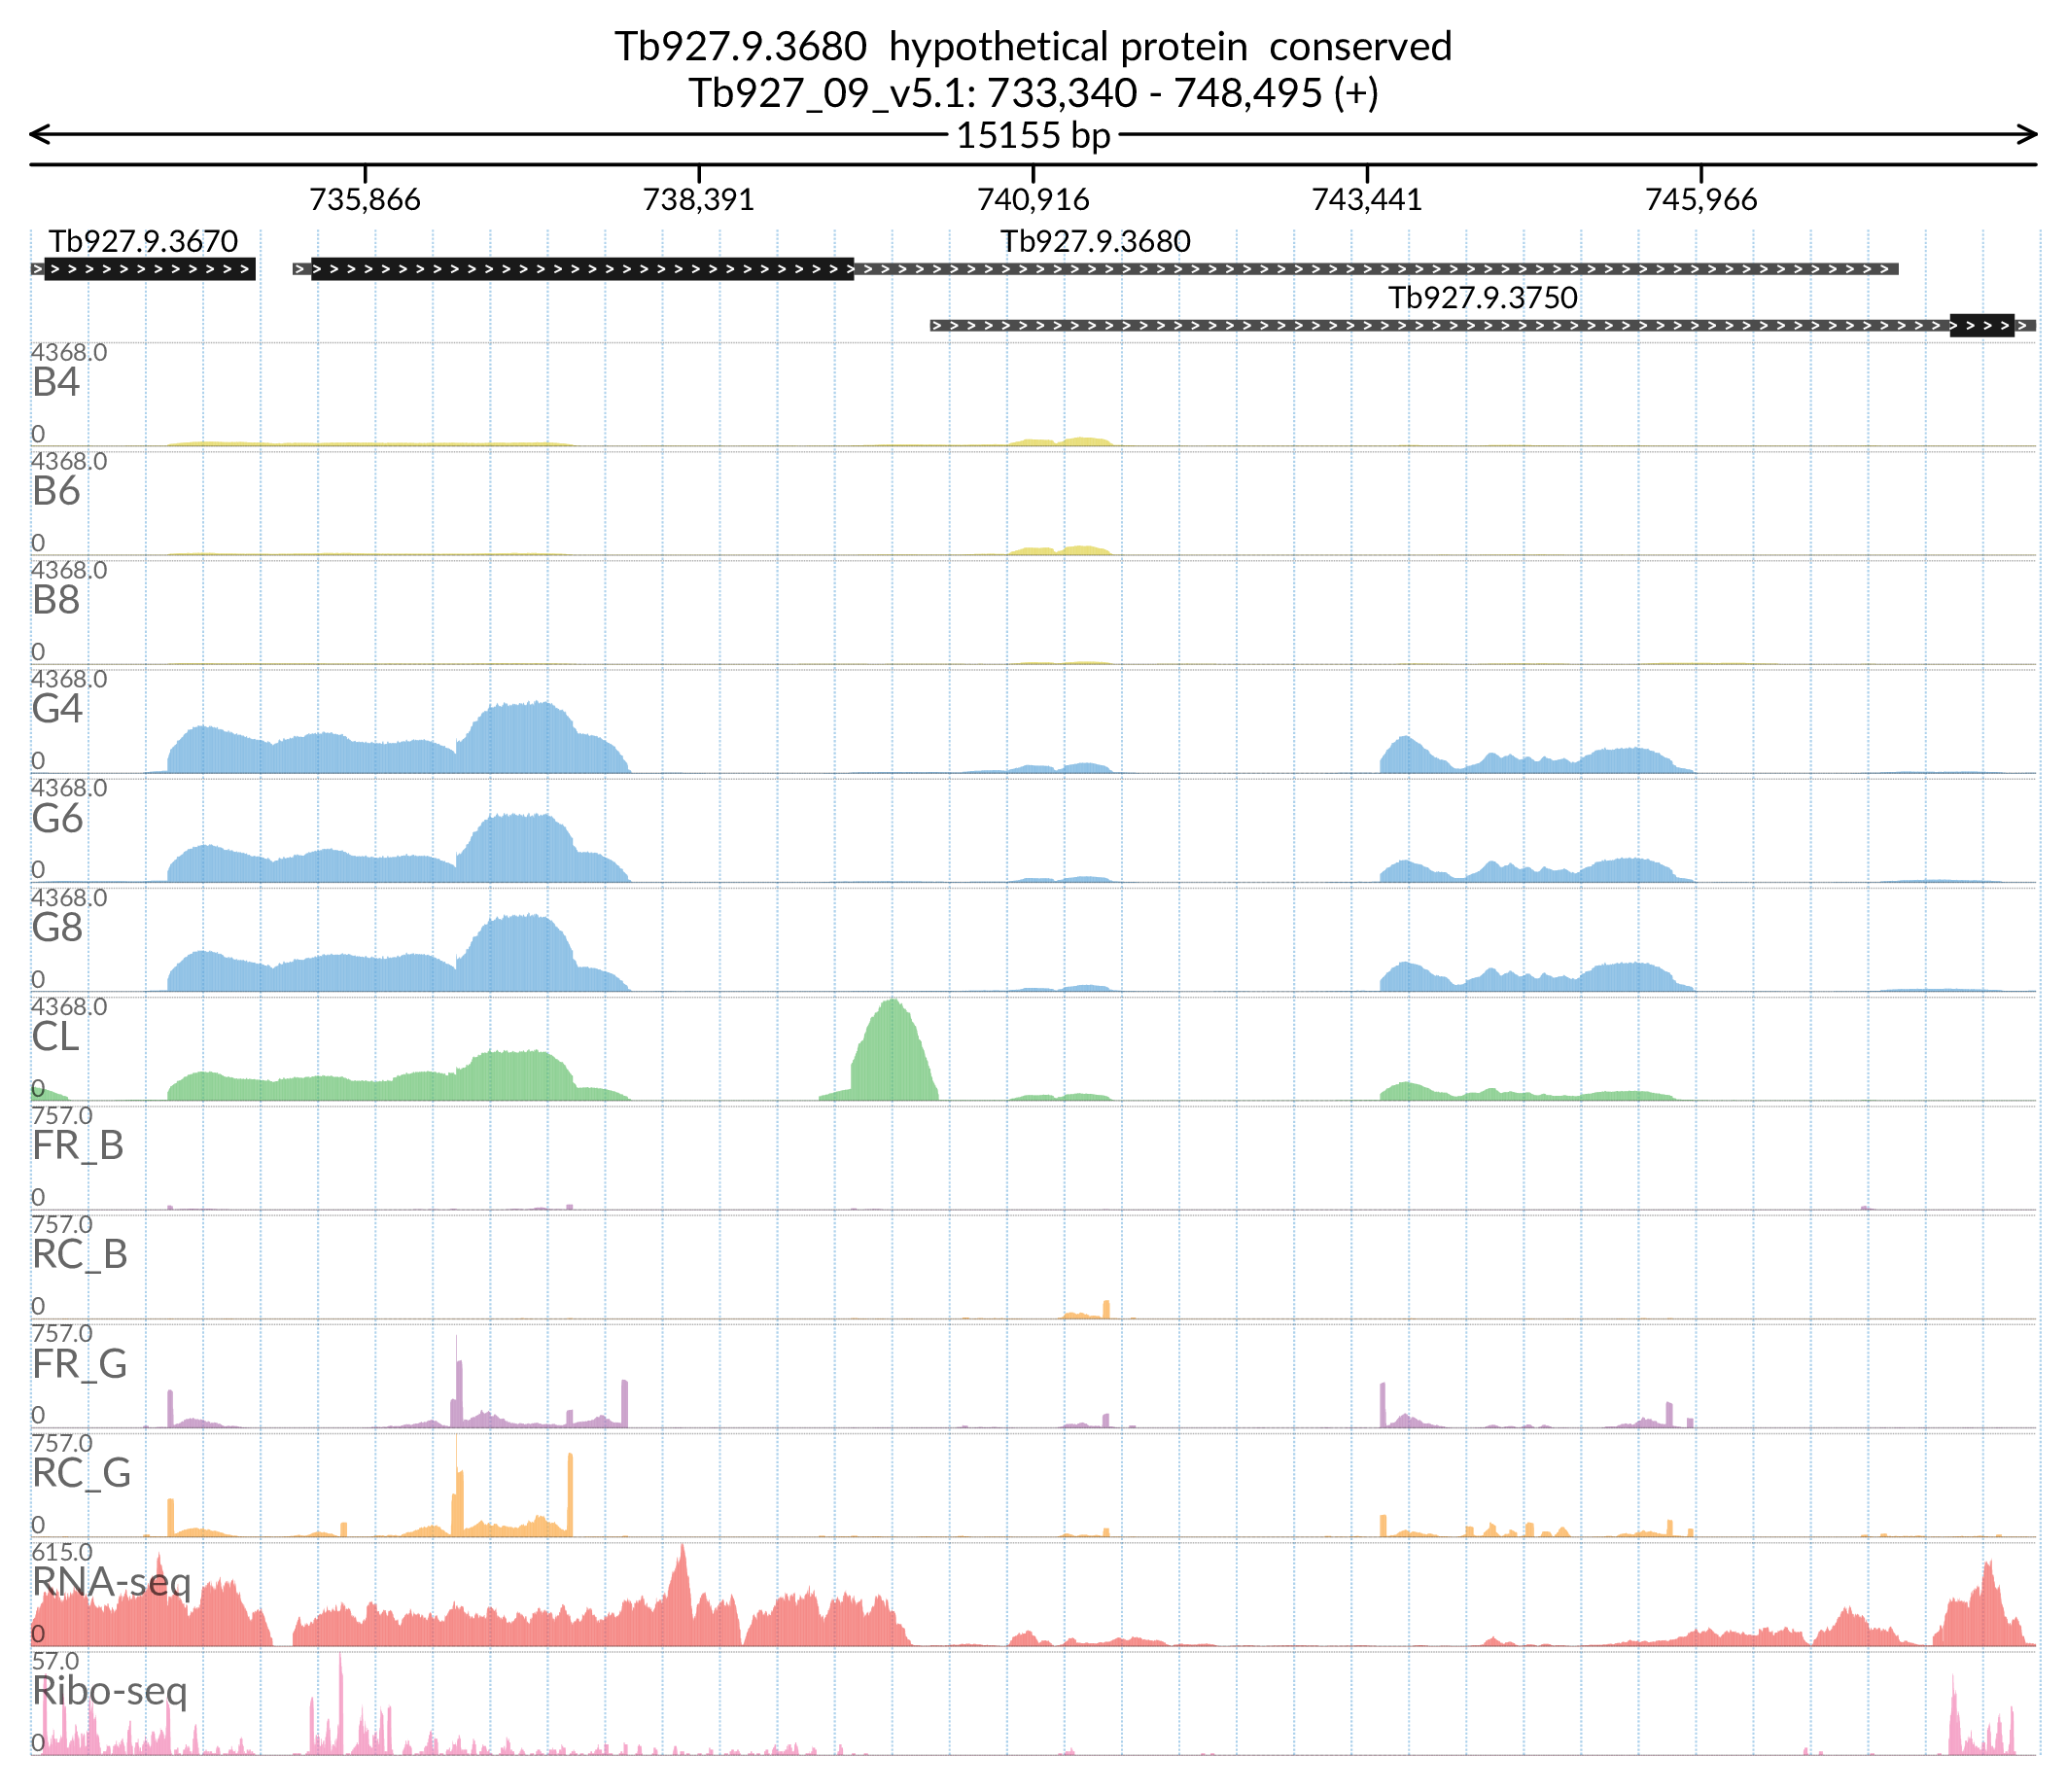 Tb927.9.3680  hypothetical protein  conserved
Tb927_09_v5.1: 733,340 - 748,495 (+)
15155 bp
735,866 738,391 740,916 743,441 745,966
Tb927.9.3670 Tb927.9.3680
Tb927.9.3750
4368.0
B4
0
4368.0
B6
0
4368.0
B8
0
4368.0
G4
0
4368.0
G6
0
4368.0
G8
0
4368.0
CL
0
757.0
FR_B
0
757.0
RC_B
0
757.0
FR_G
0
757.0
RC_G
0
615.0
RNA-seq
0
57.0
Ribo-seq
0